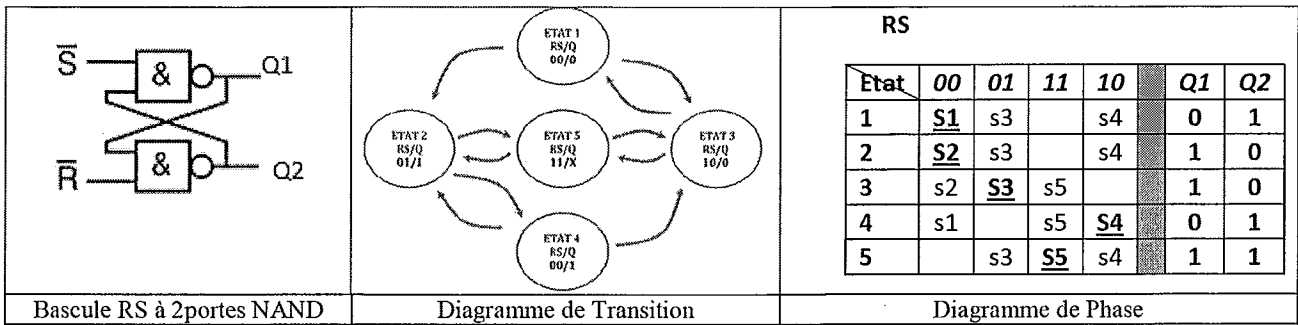 S̅
&
Q1
R̅
&
Q2
ETAT 1
RS/Q
00/0
ETAT 2
RS/Q
01/1
ETAT 5
RS/Q
11/X
ETAT 3
RS/Q
10/0
ETAT 4
RS/Q
00/1
RS
Etat 00 01 11 10 Q1 Q2
1 S1 s3 s4 0 1
2 S2 s3 s4 1 0
3 s2 S3 s5 1 0
4 s1 s5 S4 0 1
5 s3 S5 s4 1 1
Bascule RS à 2portes NAND
Diagramme de Transition
Diagramme de Phase